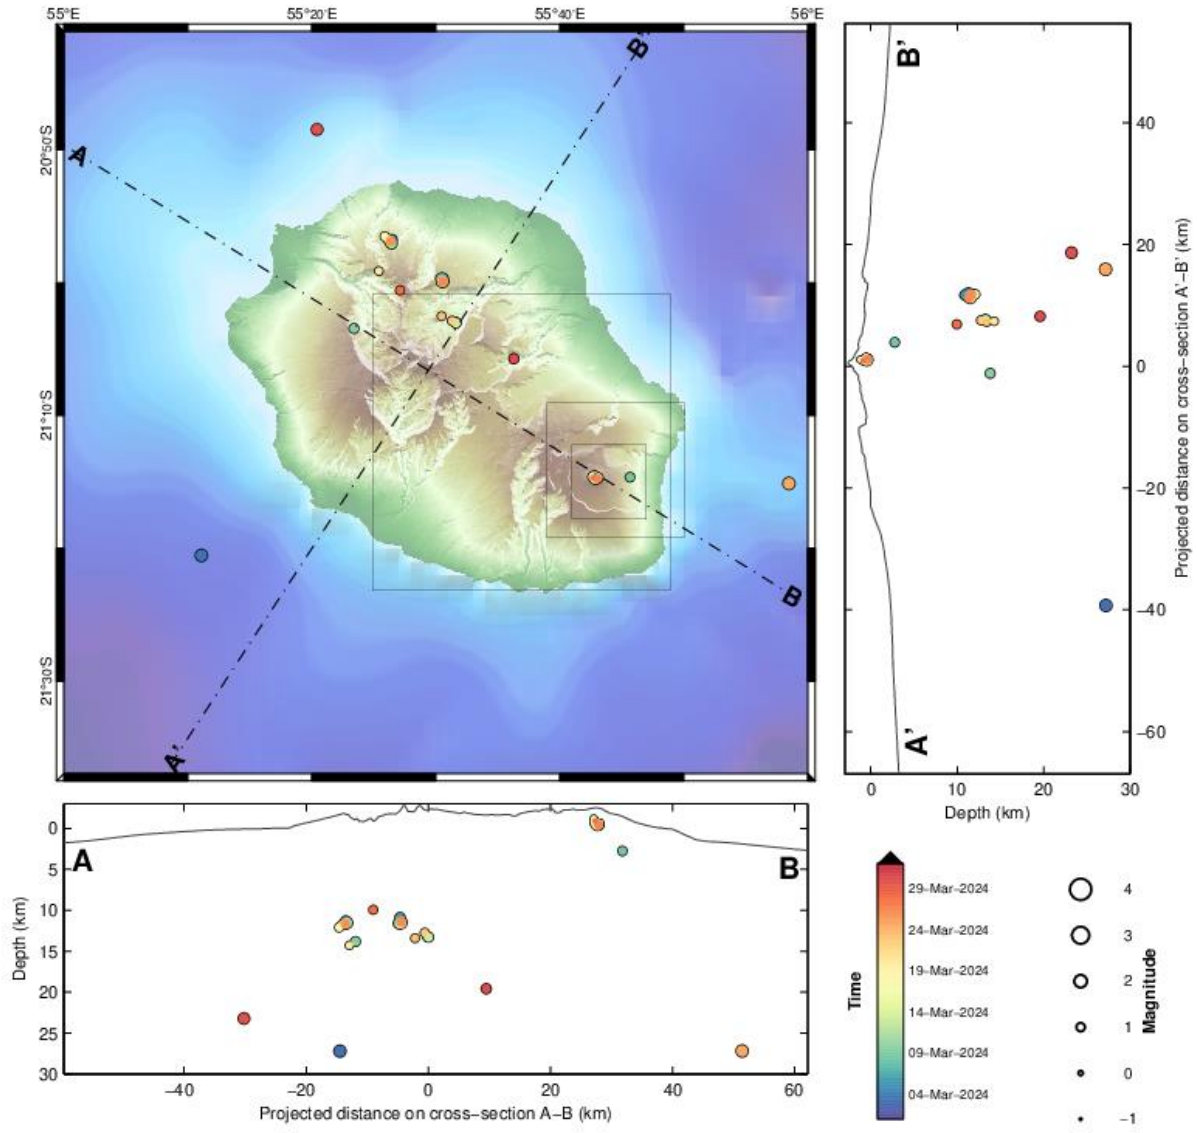 55°E 55°20'E 55°40'E 56°E
20°50'S
21°10'S
21°30'S
A
B'
A'
B
B'
A'
40
20
0
−20
−40
−60
Projected distance on cross−section A'−B' (km)
0 10 20 30
Depth (km)
A
B
0
5
10
15
20
25
30
Depth (km)
−40 −20 0 20 40 60
Projected distance on cross−section A−B (km)
Time
29−Mar−2024
24−Mar−2024
19−Mar−2024
14−Mar−2024
09−Mar−2024
04−Mar−2024
4
3
2
1
0
−1
Magnitude